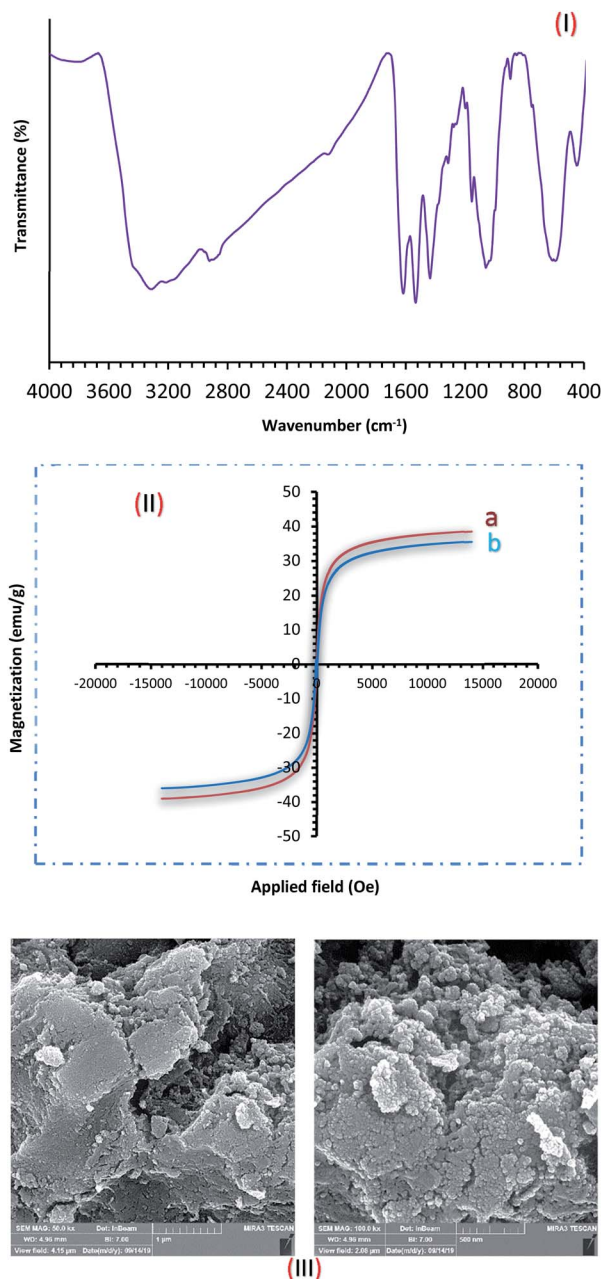 (I)
Transmittance (%)
4000 3600 3200 2800 2400 2000 1600 1200 800 400
Wavenumber (cm-1)
(II)
Magnetization (emu/g)
50
40
30
20
10
0
-10
-20
-30
-40
-50
-20000 -15000 -10000 -5000 0 5000 10000 15000 20000
a
b
Applied field (Oe)
SEM MAG: 50.0 kx Det: InBeam MIRA3 TESCAN
WD: 4.96 mm BI: 7.00 1 µm
View field: 4.15 µm Date(m/d/y): 09/14/19
SEM MAG: 100.0 kx Det: InBeam MIRA3 TESCAN
WD: 4.96 mm BI: 7.00 500 nm
View field: 2.08 µm Date(m/d/y): 09/14/19
(III)